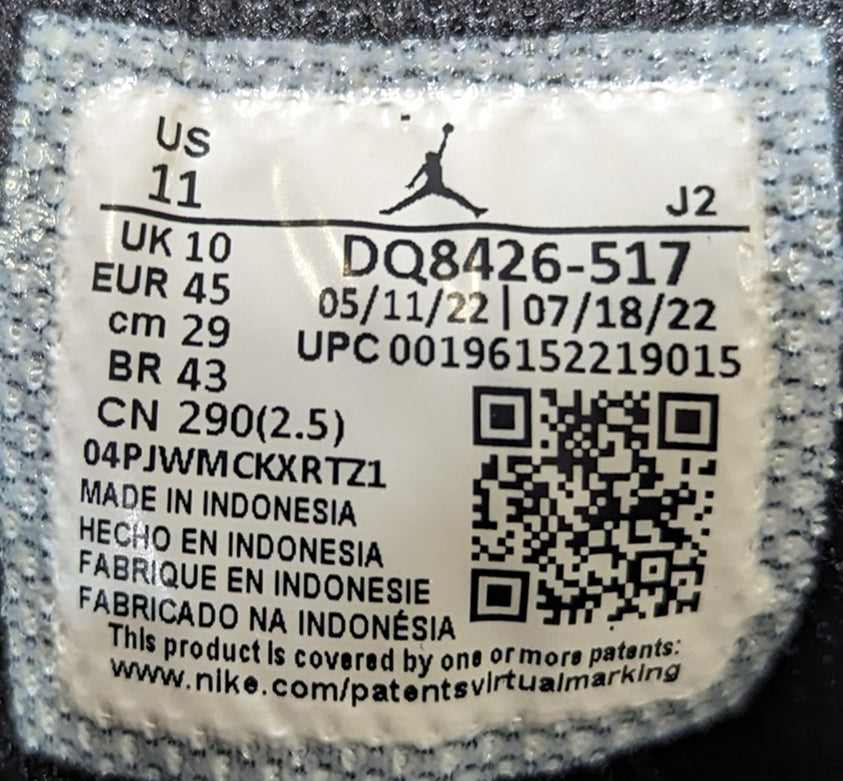 US
11
J2
UK 10
DQ8426-517
EUR 45
05/11/22 | 07/18/22
cm 29
UPC 00196152219015
BR 43
CN 290(2.5)
04PJWMCKXRTZ1
MADE IN INDONESIA
HECHO EN INDONESIA
FABRIQUE EN INDONESIE
FABRICADO NA INDONÉSIA
This product is covered by one or more patents:
www.nike.com/patentsvirtualmarking